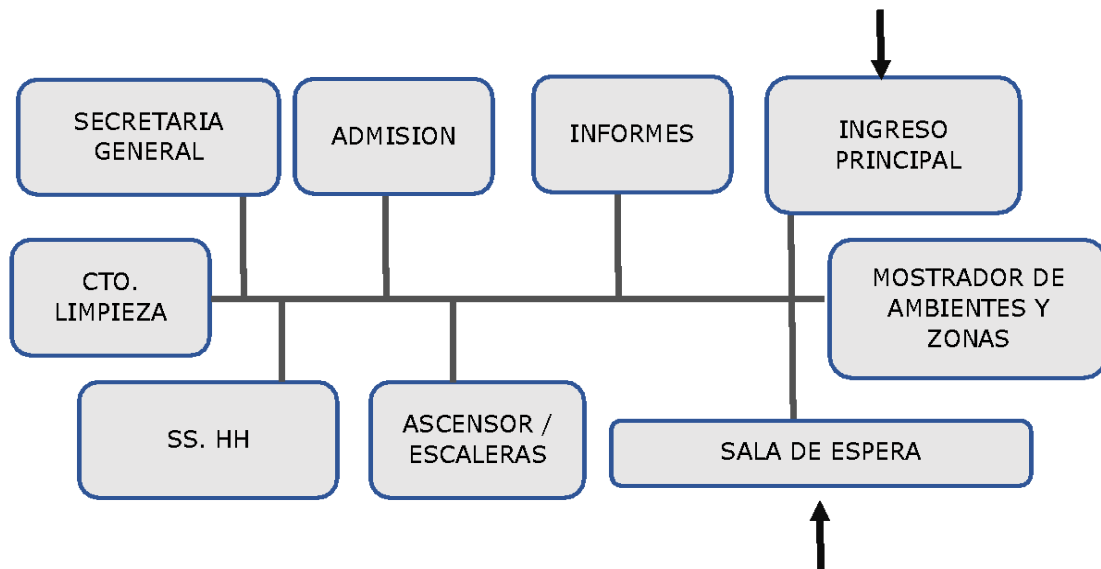 SECRETARIA
GENERAL
ADMISION
INFORMES
INGRESO
PRINCIPAL
CTO.
LIMPIEZA
MOSTRADOR DE
AMBIENTES Y
ZONAS
SS. HH
ASCENSOR /
ESCALERAS
SALA DE ESPERA